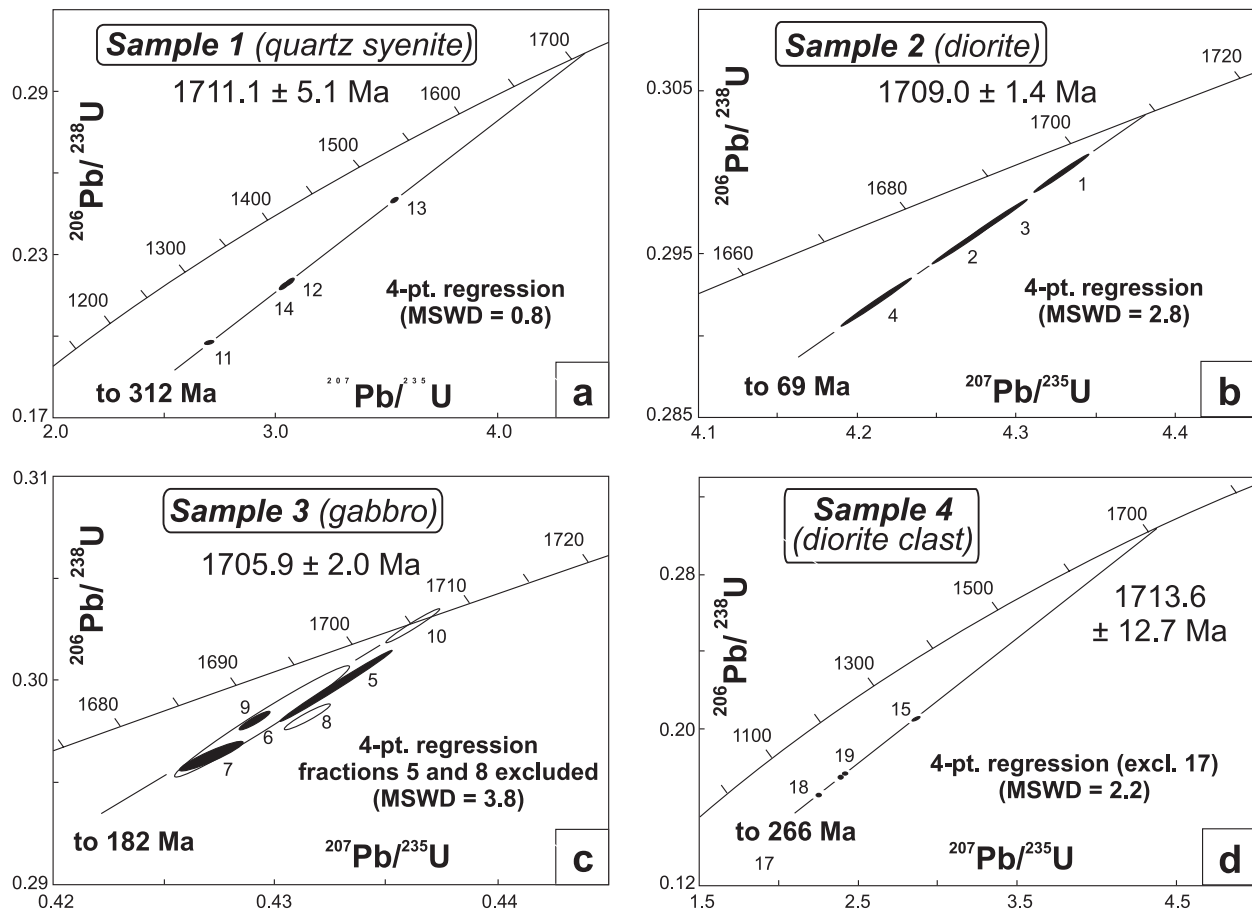 Sample 1 (quartz syenite)
1711.1 ± 5.1 Ma
206Pb/ 238U
0.29
0.23
0.17
1200
1300
1400
1500
1600
1700
13
12
14
11
4-pt. regression
(MSWD = 0.8)
to 312 Ma
207Pb/235U
a
2.0
3.0
4.0
Sample 2 (diorite)
1709.0 ± 1.4 Ma
206Pb/ 238U
0.305
0.295
0.285
1660
1680
1700
1720
1
3
2
4
4-pt. regression
(MSWD = 2.8)
to 69 Ma
207Pb/235U
b
4.1
4.2
4.3
4.4
Sample 3 (gabbro)
1705.9 ± 2.0 Ma
206Pb/ 238U
0.31
0.30
0.29
1680
1690
1700
1710
1720
10
5
9
8
6
7
4-pt. regression
fractions 5 and 8 excluded
(MSWD = 3.8)
to 182 Ma
207Pb/235U
c
0.42
0.43
0.44
Sample 4
(diorite clast)
1713.6
± 12.7 Ma
206Pb/ 238U
0.28
0.20
0.12
1100
1300
1500
1700
15
19
18
17
4-pt. regression (excl. 17)
(MSWD = 2.2)
to 266 Ma
207Pb/235U
d
1.5
2.5
3.5
4.5